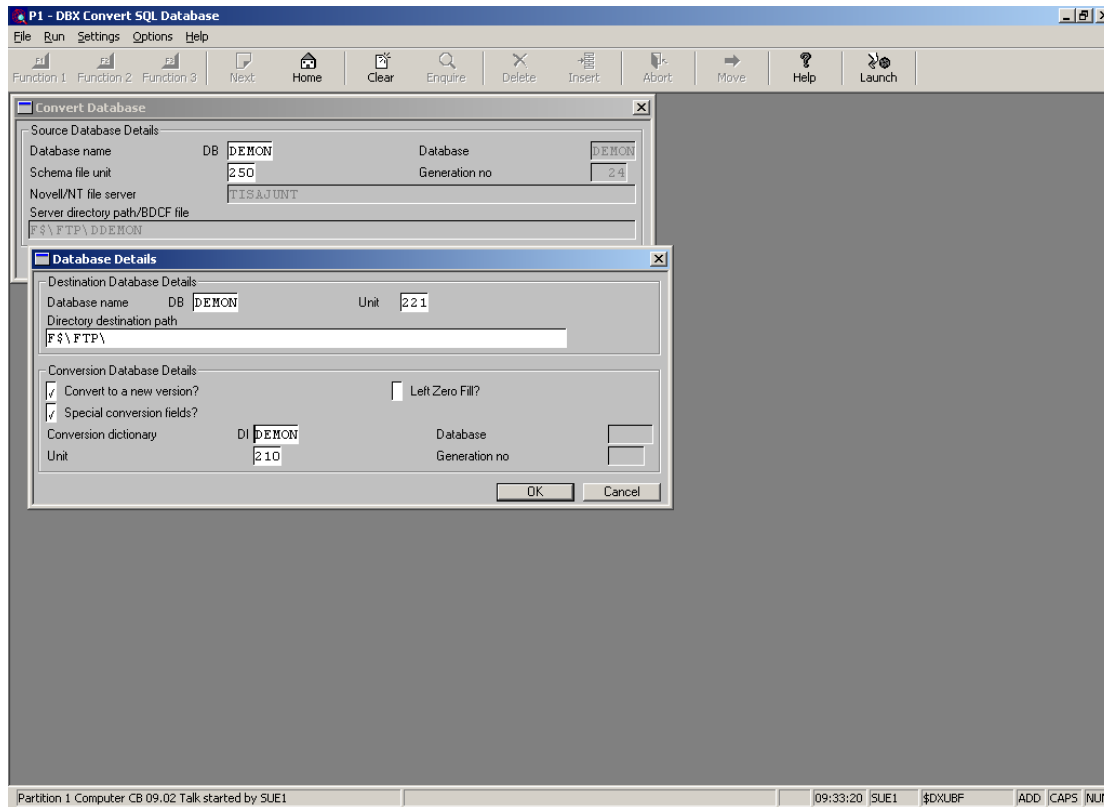 P1 - DBX Convert SQL Database
File Run Settings Options Help
F1 F2 F3
Function 1 Function 2 Function 3 Next Home Clear Enquire Delete Insert Abort Move Help Launch
Convert Database
Source Database Details
Database name DB DEMON Database DEMON
Schema file unit 250 Generation no 24
Novell/NT file server TISAJUNT
Server directory path/BDCF file
F$\FTP\DDEMON
Database Details
Destination Database Details
Database name DB DEMON Unit 221
Directory destination path
F$\FTP\
Conversion Database Details
Convert to a new version? Left Zero Fill?
Special conversion fields?
Conversion dictionary DI DEMON Database
Unit 210 Generation no
OK Cancel
Partition 1 Computer CB 09.02 Talk started by SUE1 09:33:20 SUE1 $DXUBF ADD CAPS NUM